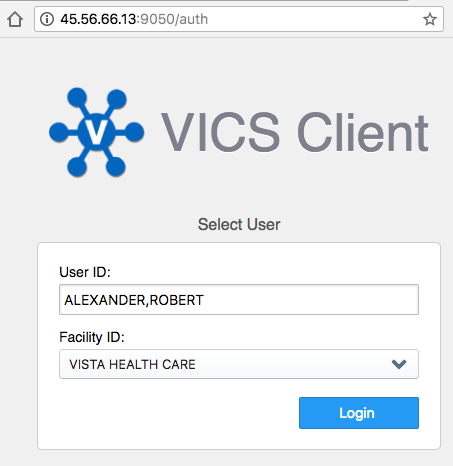 45.56.66.13:9050/auth
V
VICS Client
Select User
User ID:
ALEXANDER,ROBERT
Facility ID:
VISTA HEALTH CARE
Login